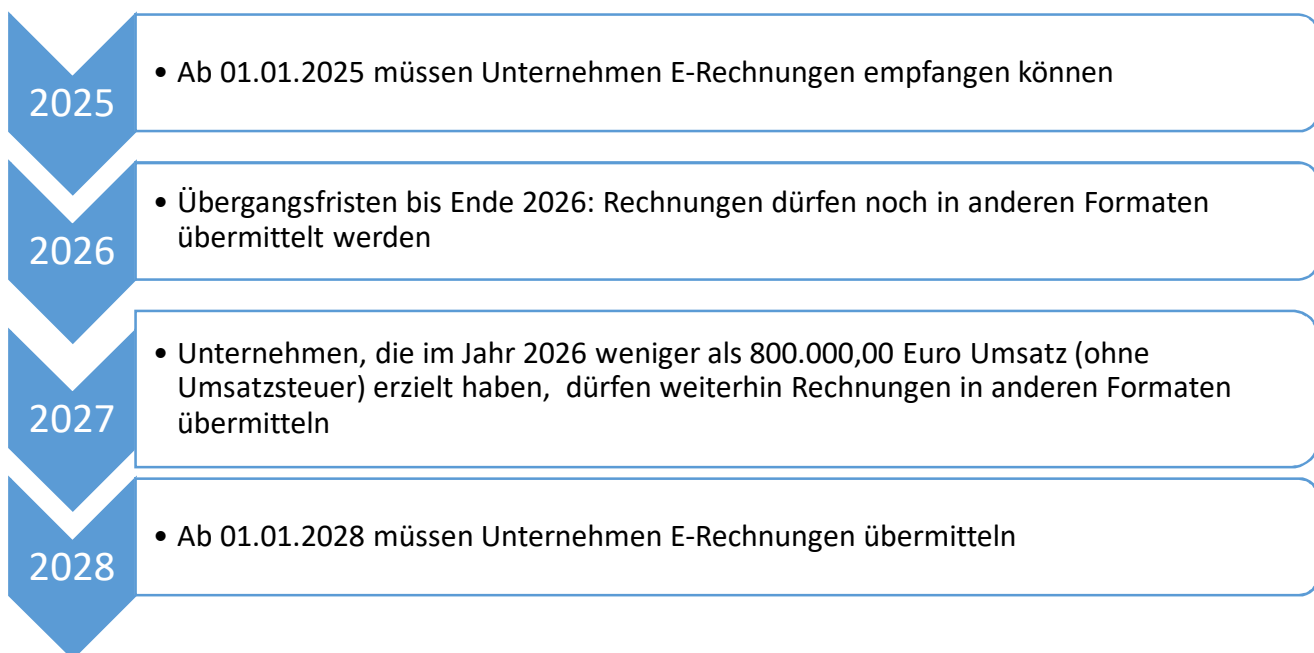 2025
• Ab 01.01.2025 müssen Unternehmen E-Rechnungen empfangen können
2026
• Übergangsfristen bis Ende 2026: Rechnungen dürfen noch in anderen Formaten
übermittelt werden
2027
• Unternehmen, die im Jahr 2026 weniger als 800.000,00 Euro Umsatz (ohne
Umsatzsteuer) erzielt haben,  dürfen weiterhin Rechnungen in anderen Formaten
übermitteln
2028
• Ab 01.01.2028 müssen Unternehmen E-Rechnungen übermitteln